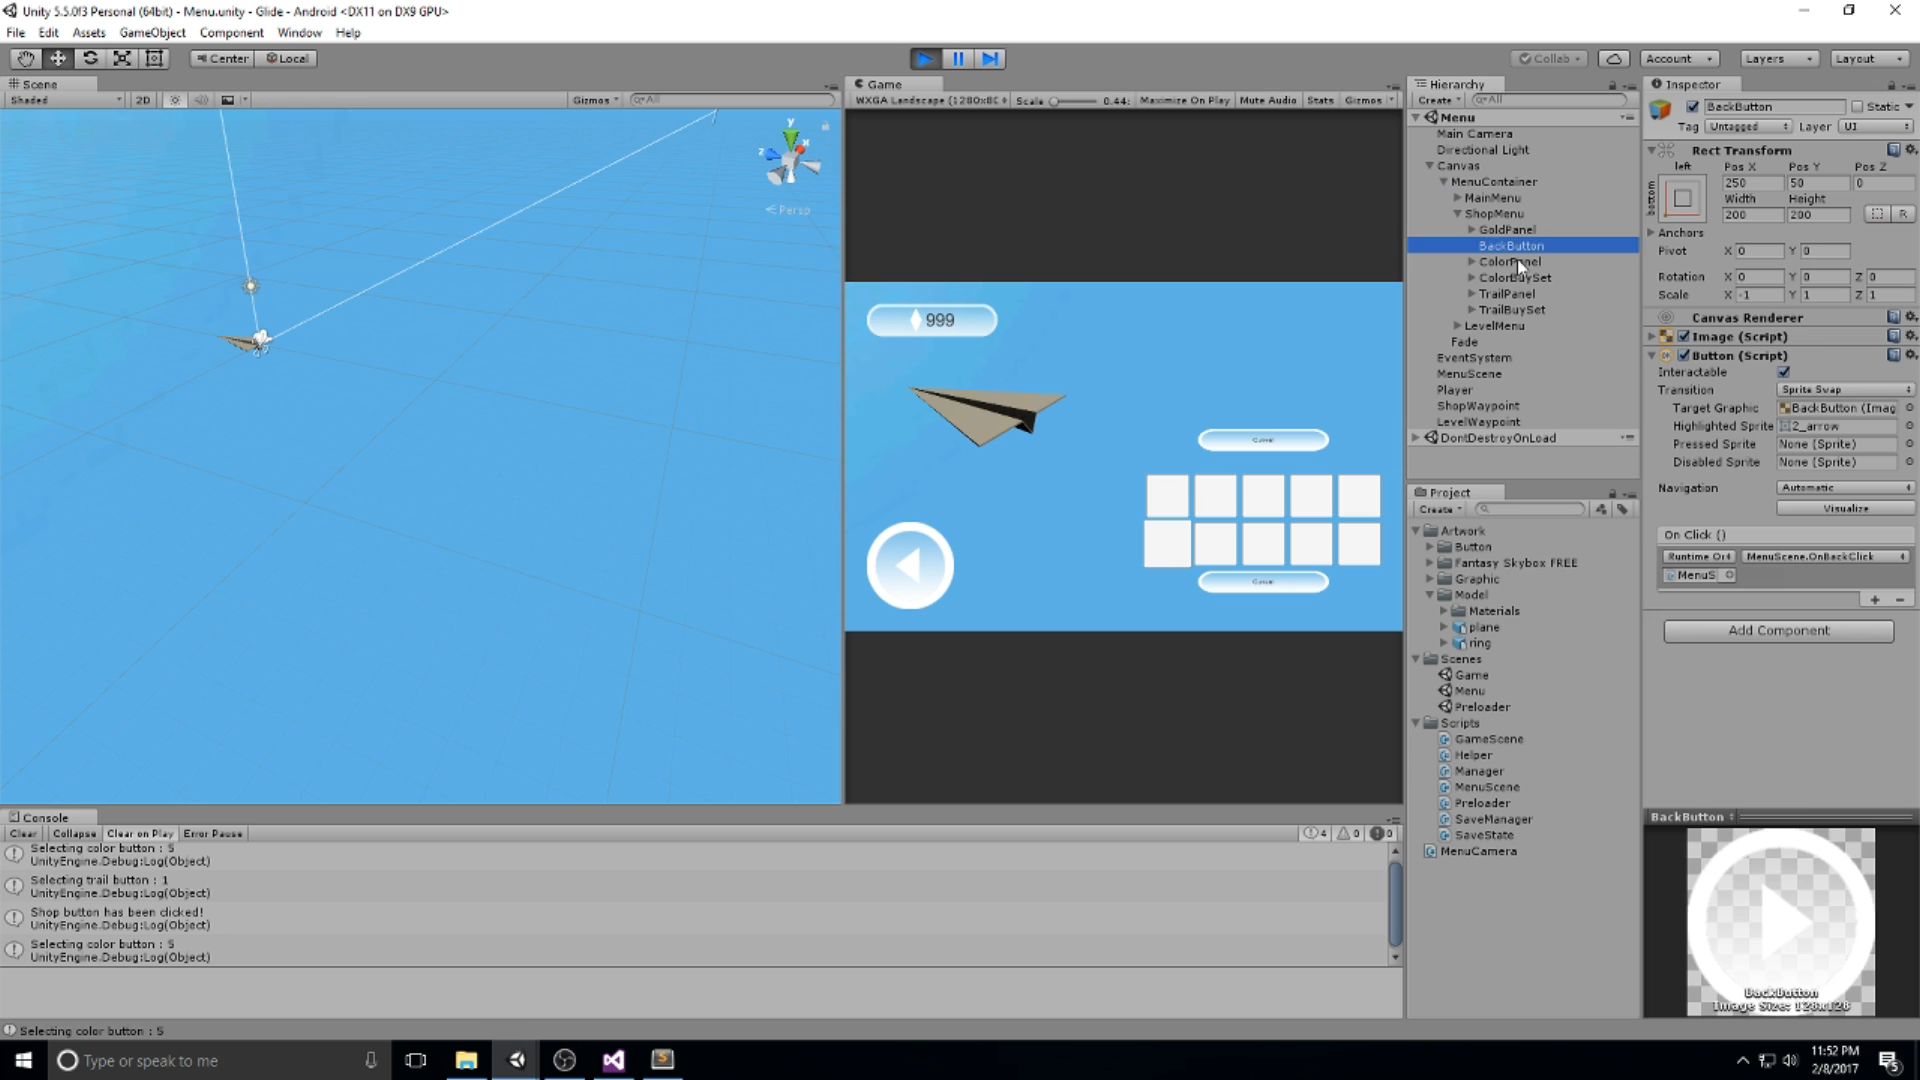 Unity 5.5.0f3 Personal (64bit) - Menu.unity - Glide - Android <DX11 on DX9 GPU>
File Edit Assets GameObject Component Window Help
Center Local
Collab Account Layers Layout
Scene
Shaded 2D Gizmos All
y x z
Persp
Game
WXGA Landscape (1280x80 Scale 0.44: Maximize On Play Mute Audio Stats Gizmos
999
Hierarchy
Create All
Menu
Main Camera
Directional Light
Canvas
MenuContainer
MainMenu
ShopMenu
GoldPanel
BackButton
ColorPanel
ColorBuySet
TrailPanel
TrailBuySet
LevelMenu
Fade
EventSystem
MenuScene
Player
ShopWaypoint
LevelWaypoint
DontDestroyOnLoad
Project
Create
Artwork
Button
Fantasy Skybox FREE
Graphic
Model
Materials
plane
ring
Scenes
Game
Menu
Preloader
Scripts
GameScene
Helper
Manager
MenuScene
Preloader
SaveManager
SaveState
MenuCamera
Inspector
BackButton Static
Tag Untagged Layer UI
Rect Transform
left Pos X Pos Y Pos Z
bottom 250 50 0
Width Height
200 200 R
Anchors
Pivot X 0 Y 0
Rotation X 0 Y 0 Z 0
Scale X -1 Y 1 Z 1
Canvas Renderer
Image (Script)
Button (Script)
Interactable
Transition Sprite Swap
Target Graphic BackButton (Imag
Highlighted Sprite 2_arrow
Pressed Sprite None (Sprite)
Disabled Sprite None (Sprite)
Navigation Automatic
Visualize
On Click ()
Runtime Onl MenuScene.OnBackClick
MenuS
+ -
Add Component
BackButton
BackButton
Image Size: 128x128
Console
Clear Collapse Clear on Play Error Pause 4 0 0
Selecting color button : 5
UnityEngine.Debug:Log(Object)
Selecting trail button : 1
UnityEngine.Debug:Log(Object)
Shop button has been clicked!
UnityEngine.Debug:Log(Object)
Selecting color button : 5
UnityEngine.Debug:Log(Object)
Selecting color button : 5
Type or speak to me
11:52 PM
2/8/2017
5